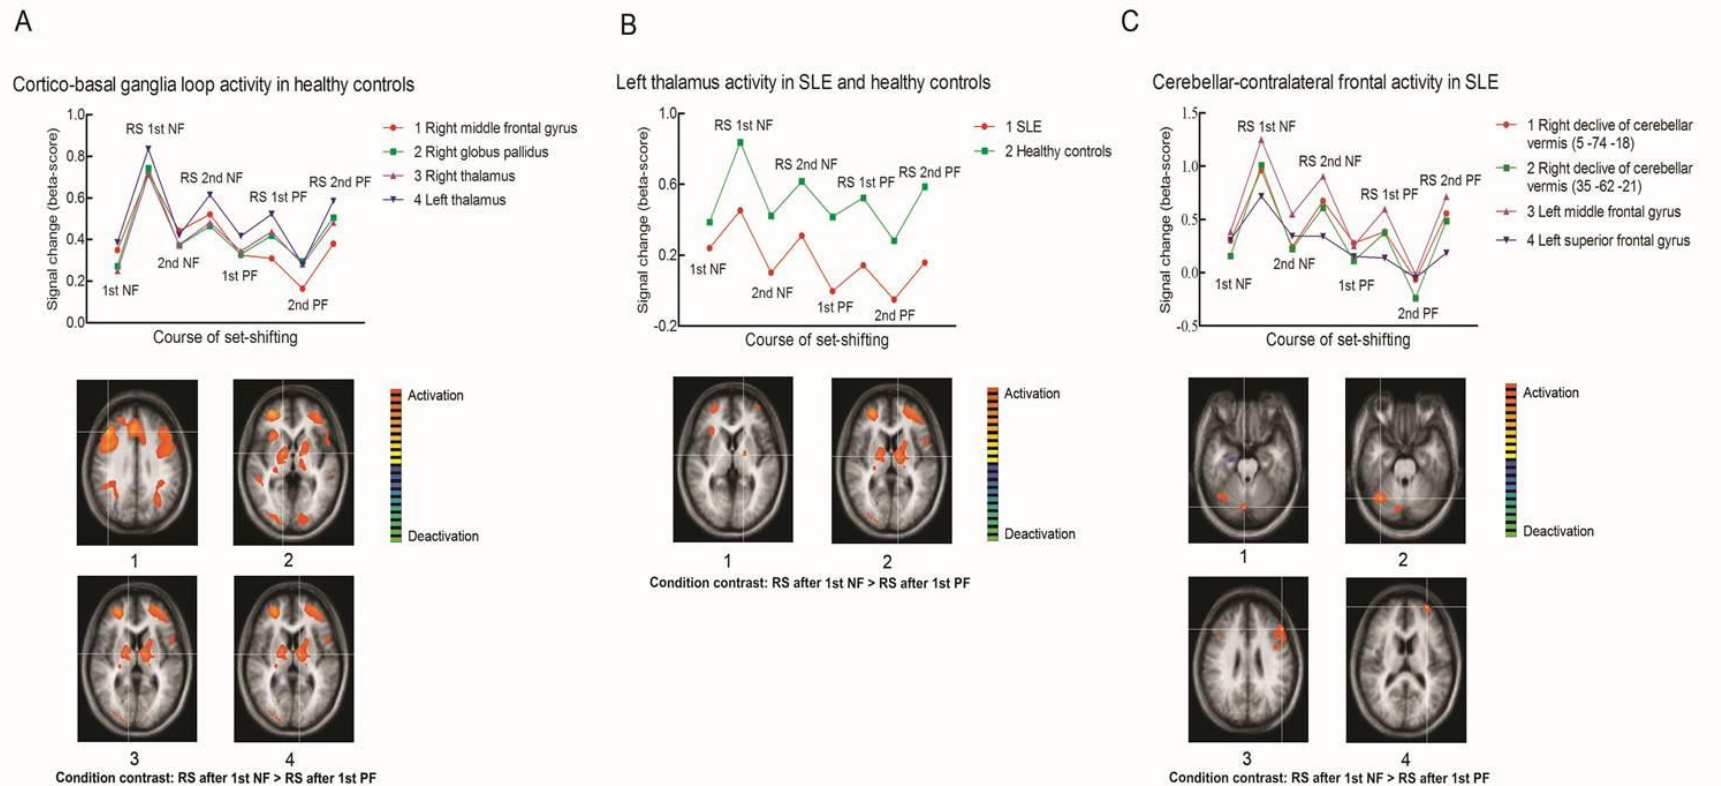 A
Cortico-basal ganglia loop activity in healthy controls
Signal change (beta-score)
1.0
0.8
0.6
0.4
0.2
0.0
RS 1st NF
RS 2nd NF
RS 1st PF
RS 2nd PF
1st NF
2nd NF
1st PF
2nd PF
Course of set-shifting
1 Right middle frontal gyrus
2 Right globus pallidus
3 Right thalamus
4 Left thalamus
Activation
Deactivation
1
2
3
4
Condition contrast: RS after 1st NF > RS after 1st PF
B
Left thalamus activity in SLE and healthy controls
Signal change (beta-score)
1.0
0.6
0.2
-0.2
RS 1st NF
RS 2nd NF
RS 1st PF
RS 2nd PF
1st NF
2nd NF
1st PF
2nd PF
Course of set-shifting
1 SLE
2 Healthy controls
Activation
Deactivation
1
2
Condition contrast: RS after 1st NF > RS after 1st PF
C
Cerebellar-contralateral frontal activity in SLE
Signal change (beta-score)
1.5
1.0
0.5
0.0
-0.5
RS 1st NF
RS 2nd NF
RS 1st PF
RS 2nd PF
1st NF
2nd NF
1st PF
2nd PF
Course of set-shifting
1 Right declive of cerebellar
vermis (5 -74 -18)
2 Right declive of cerebellar
vermis (35 -62 -21)
3 Left middle frontal gyrus
4 Left superior frontal gyrus
Activation
Deactivation
1
2
3
4
Condition contrast: RS after 1st NF > RS after 1st PF